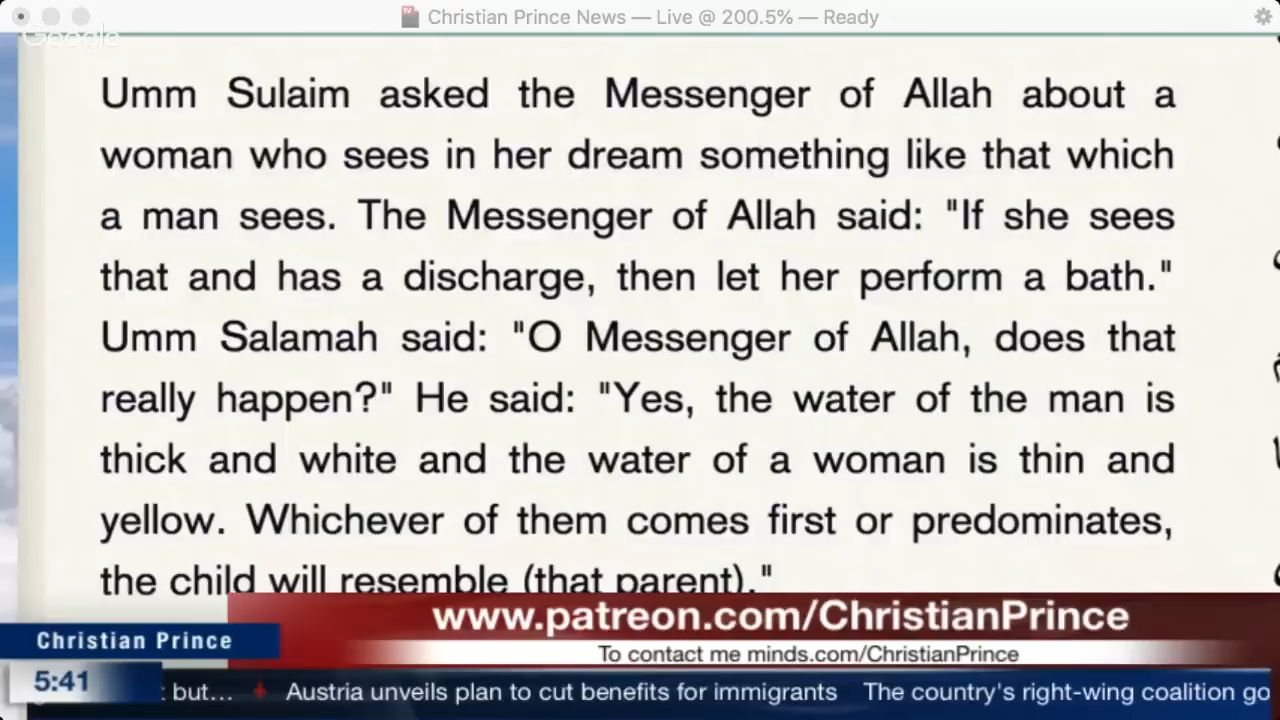 Christian Prince News — Live @ 200.5% — Ready
Google
Umm Sulaim asked the Messenger of Allah about a
woman who sees in her dream something like that which
a man sees. The Messenger of Allah said: "If she sees
that and has a discharge, then let her perform a bath."
Umm Salamah said: "O Messenger of Allah, does that
really happen?" He said: "Yes, the water of the man is
thick and white and the water of a woman is thin and
yellow. Whichever of them comes first or predominates,
the child will resemble (that parent)."
www.patreon.com/ChristianPrince
Christian Prince
To contact me minds.com/ChristianPrince
5:41
but... Austria unveils plan to cut benefits for immigrants The country's right-wing coalition go